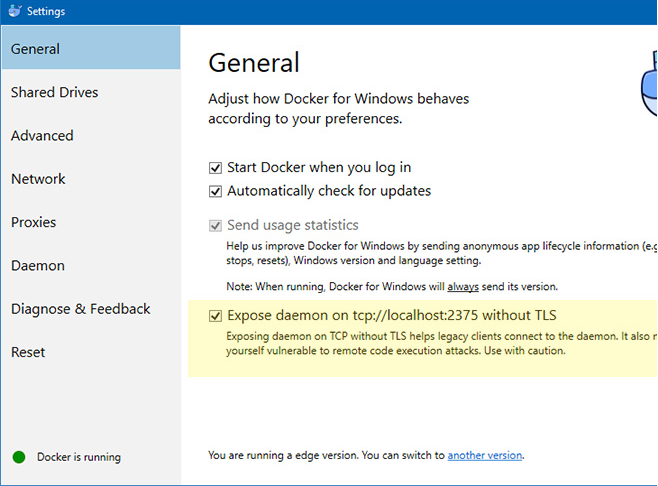 Settings
General
Shared Drives
Advanced
Network
Proxies
Daemon
Diagnose & Feedback
Reset
Docker is running
General
Adjust how Docker for Windows behaves
according to your preferences.
Start Docker when you log in
Automatically check for updates
Send usage statistics
Help us improve Docker for Windows by sending anonymous app lifecycle information (e.g
stops, resets), Windows version and language setting.
Note: When running, Docker for Windows will always send its version.
Expose daemon on tcp://localhost:2375 without TLS
Exposing daemon on TCP without TLS helps legacy clients connect to the daemon. It also
yourself vulnerable to remote code execution attacks. Use with caution.
You are running a edge version. You can switch to another version.